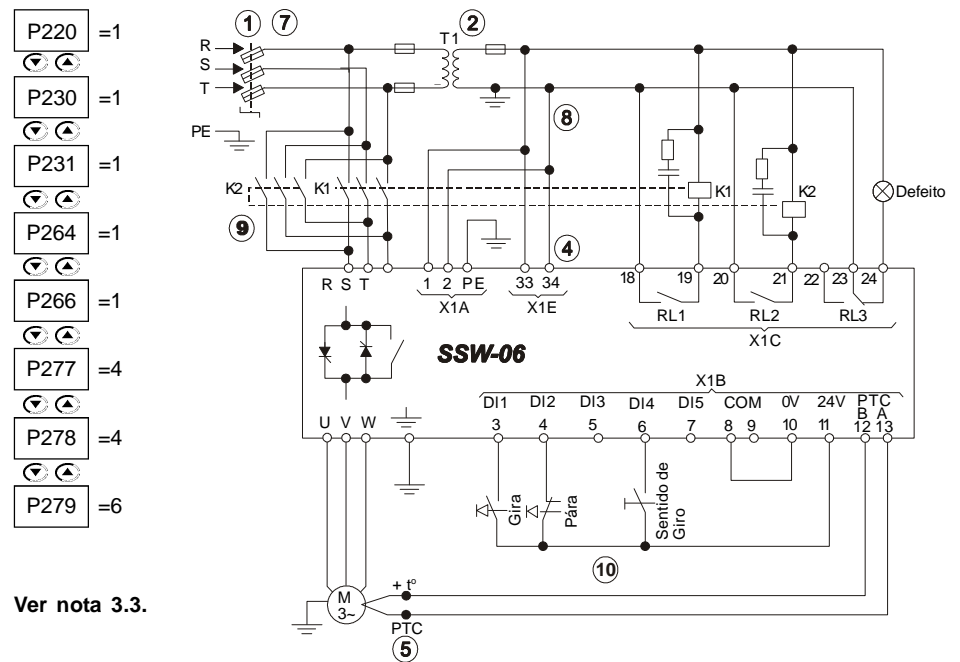 P220 =1
P230 =1
P231 =1
P264 =1
P266 =1
P277 =4
P278 =4
P279 =6
Ver nota 3.3.
1 7 2
T1
R
S
T
8
PE
K2 K1 K1 K2 Defeito
9 4
R S T 1 2 PE 33 34 18 19 20 21 22 23 24
X1A X1E RL1 RL2 RL3
X1C
SSW-06
X1B
DI1 DI2 DI3 DI4 DI5 COM 0V 24V PTC
B A
U V W 3 4 5 6 7 8 9 10 11 12 13
Gira
Pára
Sentido de
Giro
10
+ tº
M
3~
PTC
5